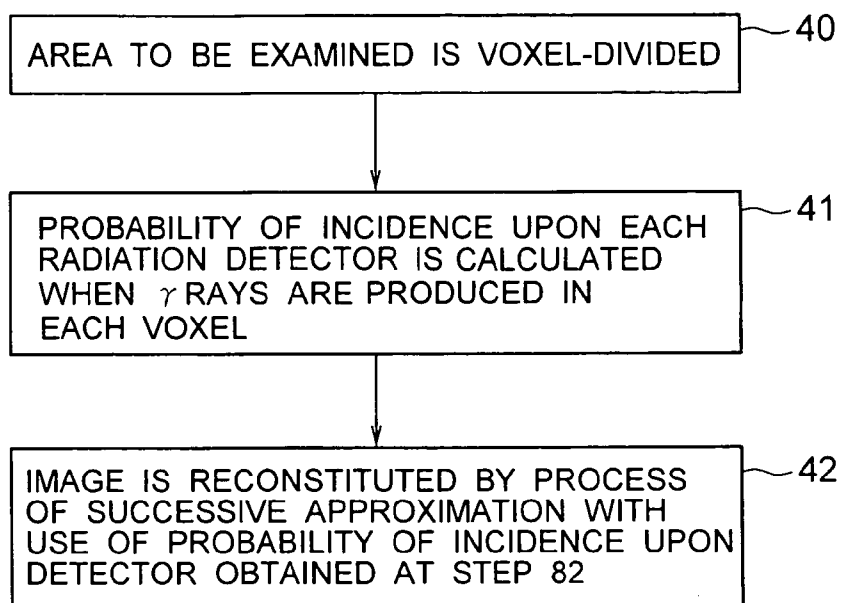 AREA TO BE EXAMINED IS VOXEL-DIVIDED
40
PROBABILITY OF INCIDENCE UPON EACH
RADIATION DETECTOR IS CALCULATED
WHEN γ RAYS ARE PRODUCED IN
EACH VOXEL
41
IMAGE IS RECONSTITUTED BY PROCESS
OF SUCCESSIVE APPROXIMATION WITH
USE OF PROBABILITY OF INCIDENCE UPON
DETECTOR OBTAINED AT STEP 82
42